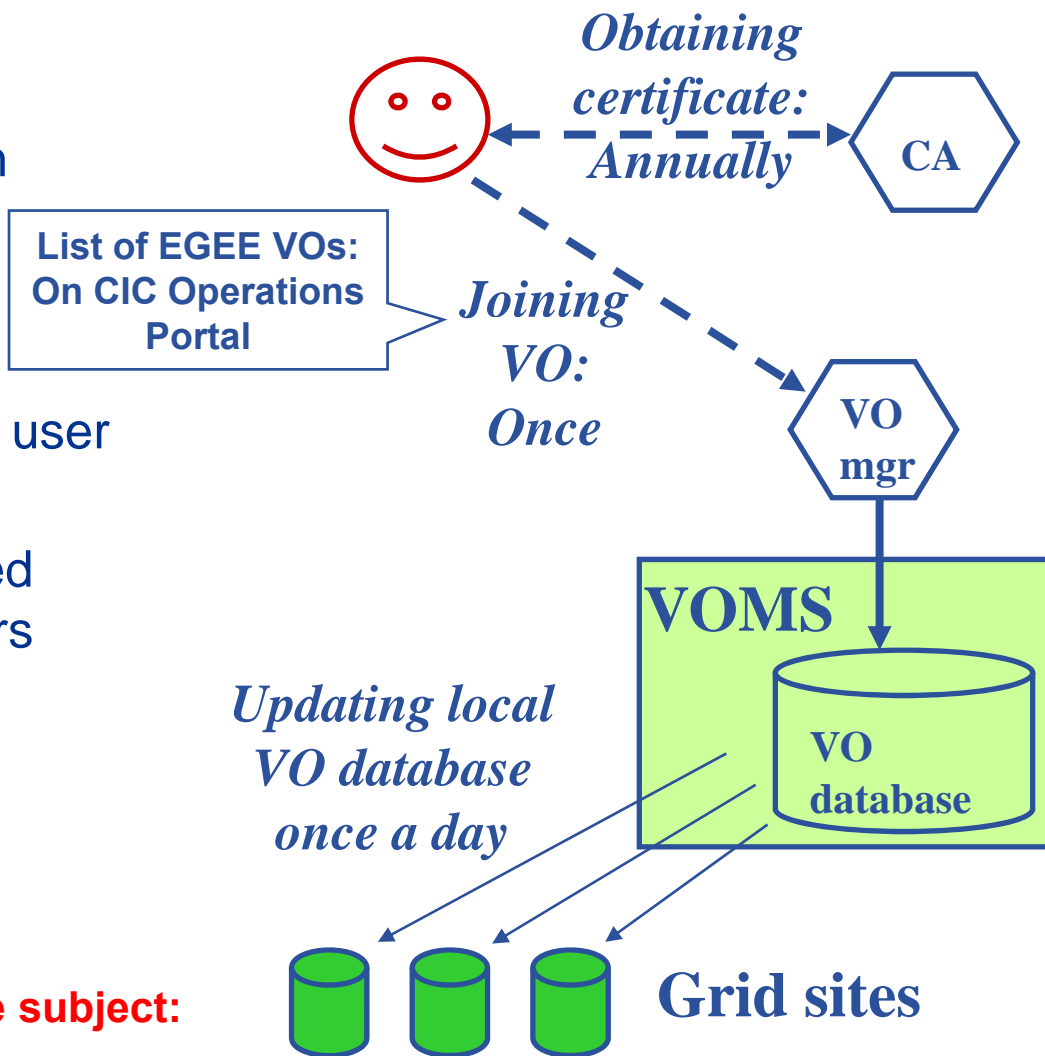 Obtaining
certificate:
Annually
CA
List of EGEE VOs:
On CIC Operations
Portal
Joining
VO:
Once
VO
mgr
user
VOMS
VO
database
Updating local
VO database
once a day
Grid sites
subject: